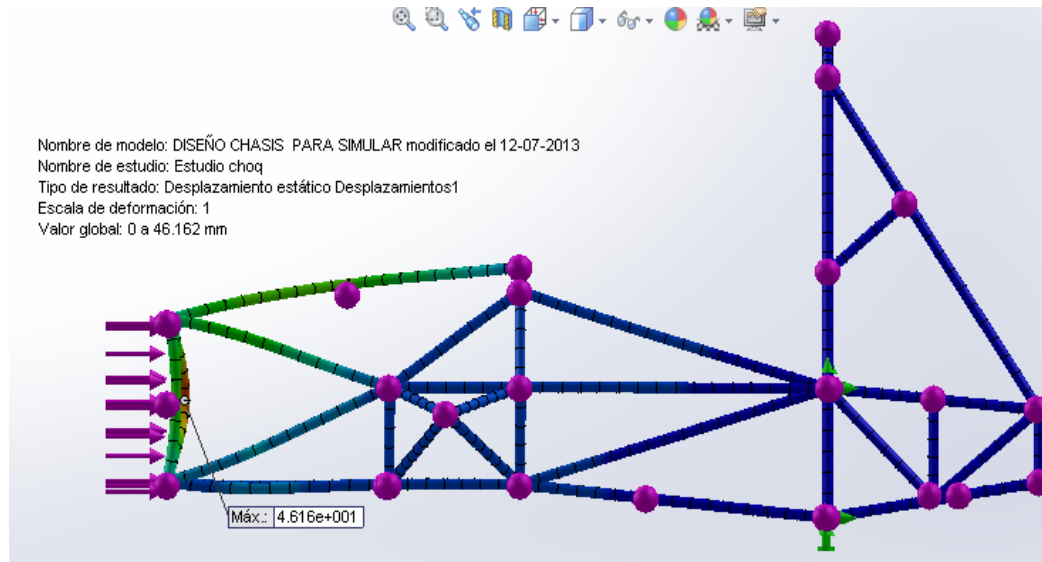 Nombre de modelo: DISEÑO CHASIS PARA SIMULAR modificado el 12-07-2013
Nombre de estudio: Estudio choq
Tipo de resultado: Desplazamiento estático Desplazamientos1
Escala de deformación: 1
Valor global: 0 a 46.162 mm
Máx.: 4.616e+001